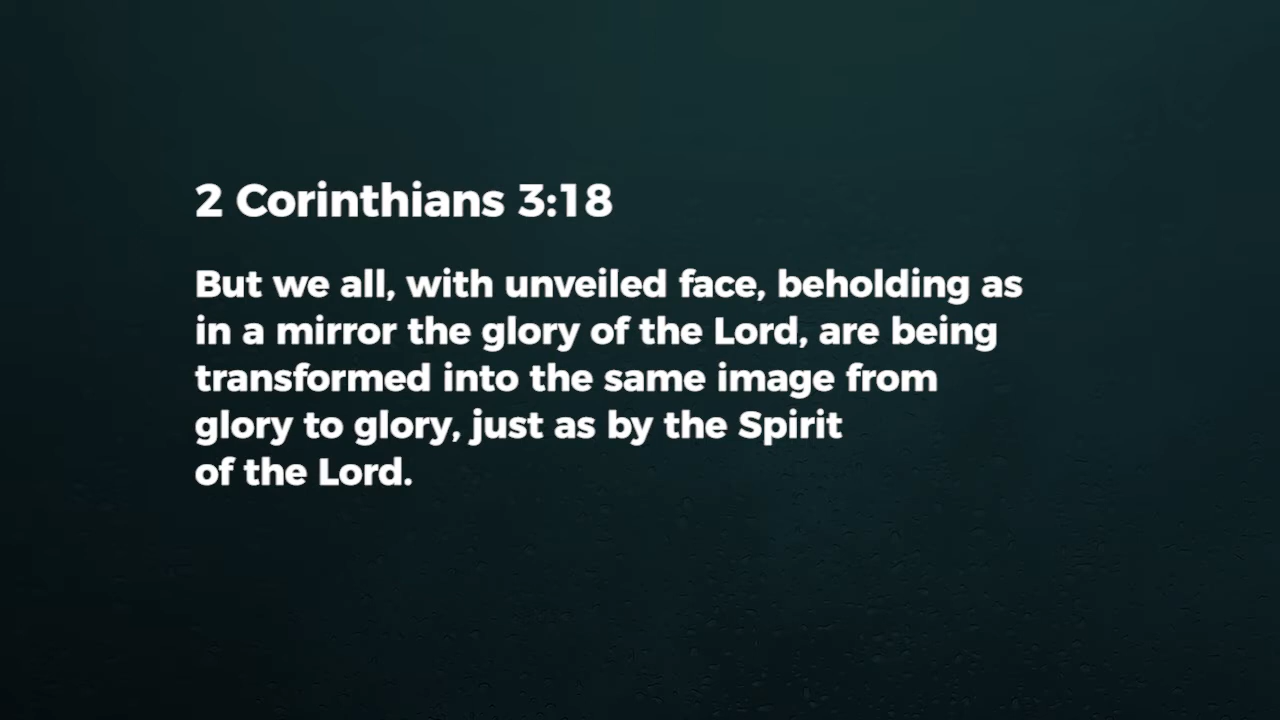 2 Corinthians 3:18
But we all, with unveiled face, beholding as
in a mirror the glory of the Lord, are being
transformed into the same image from
glory to glory, just as by the Spirit
of the Lord.